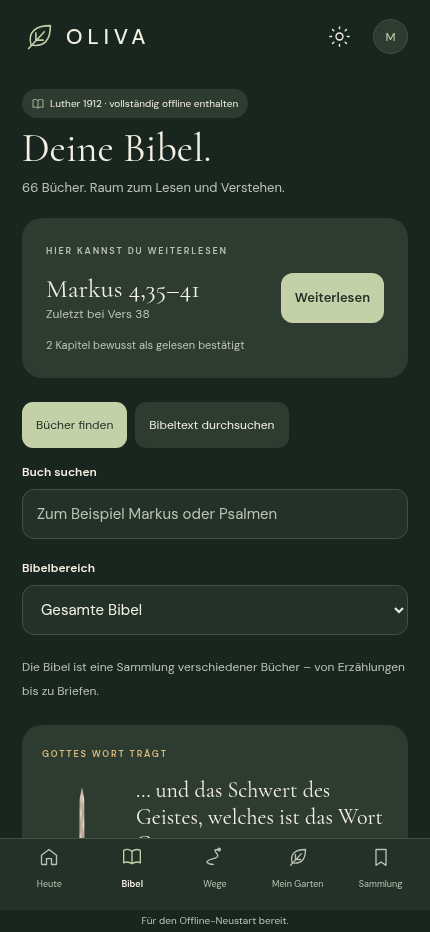 OLIVA
M
Luther 1912 · vollständig offline enthalten
Deine Bibel.
66 Bücher. Raum zum Lesen und Verstehen.
HIER KANNST DU WEITERLESEN
Markus 4,35–41
Weiterlesen
Zuletzt bei Vers 38
2 Kapitel bewusst als gelesen bestätigt
Bücher finden
Bibeltext durchsuchen
Buch suchen
Zum Beispiel Markus oder Psalmen
Bibelbereich
Gesamte Bibel
Die Bibel ist eine Sammlung verschiedener Bücher – von Erzählungen
bis zu Briefen.
GOTTES WORT TRÄGT
... und das Schwert des
Geistes, welches ist das Wort
Heute
Bibel
Wege
Mein Garten
Sammlung
Für den Offline-Neustart bereit.